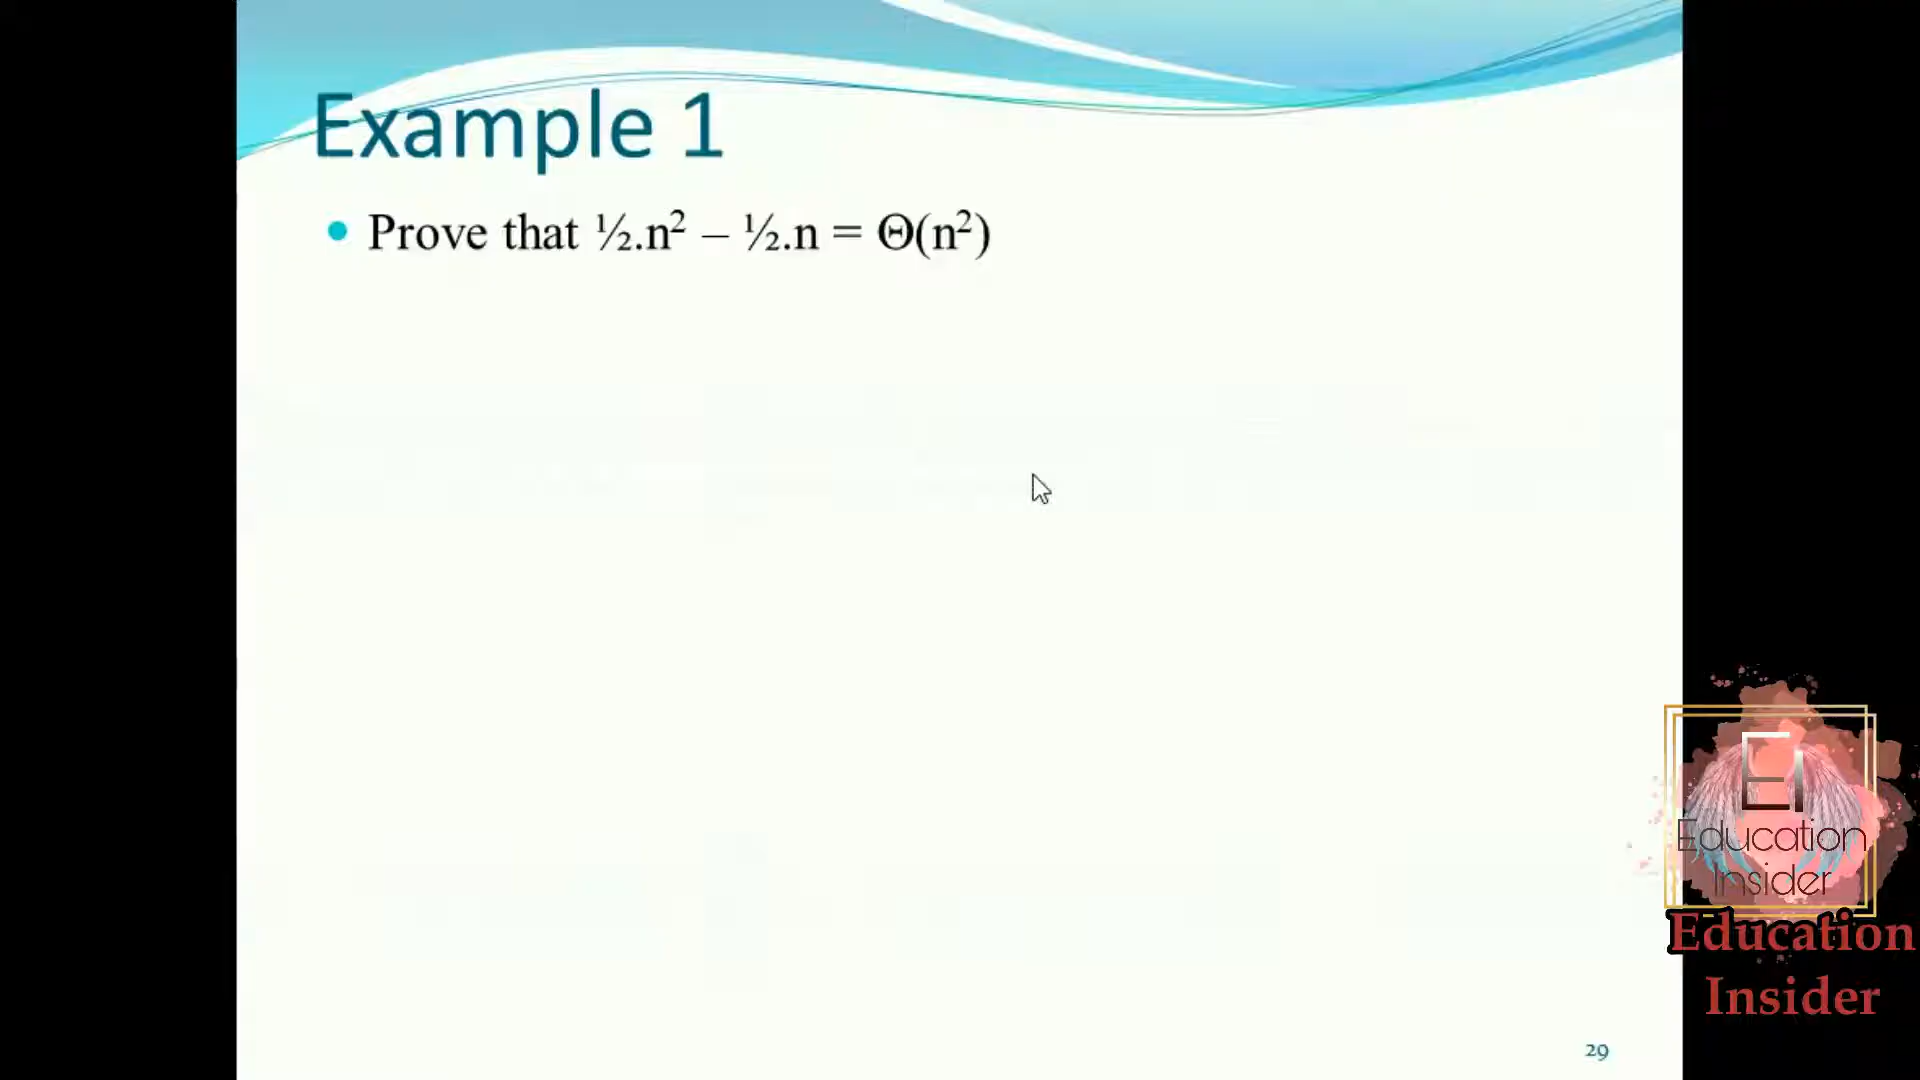 Example 1
Prove that ½.n² – ½.n = Θ(n²)
EI
Education
Insider
Education
Insider
29